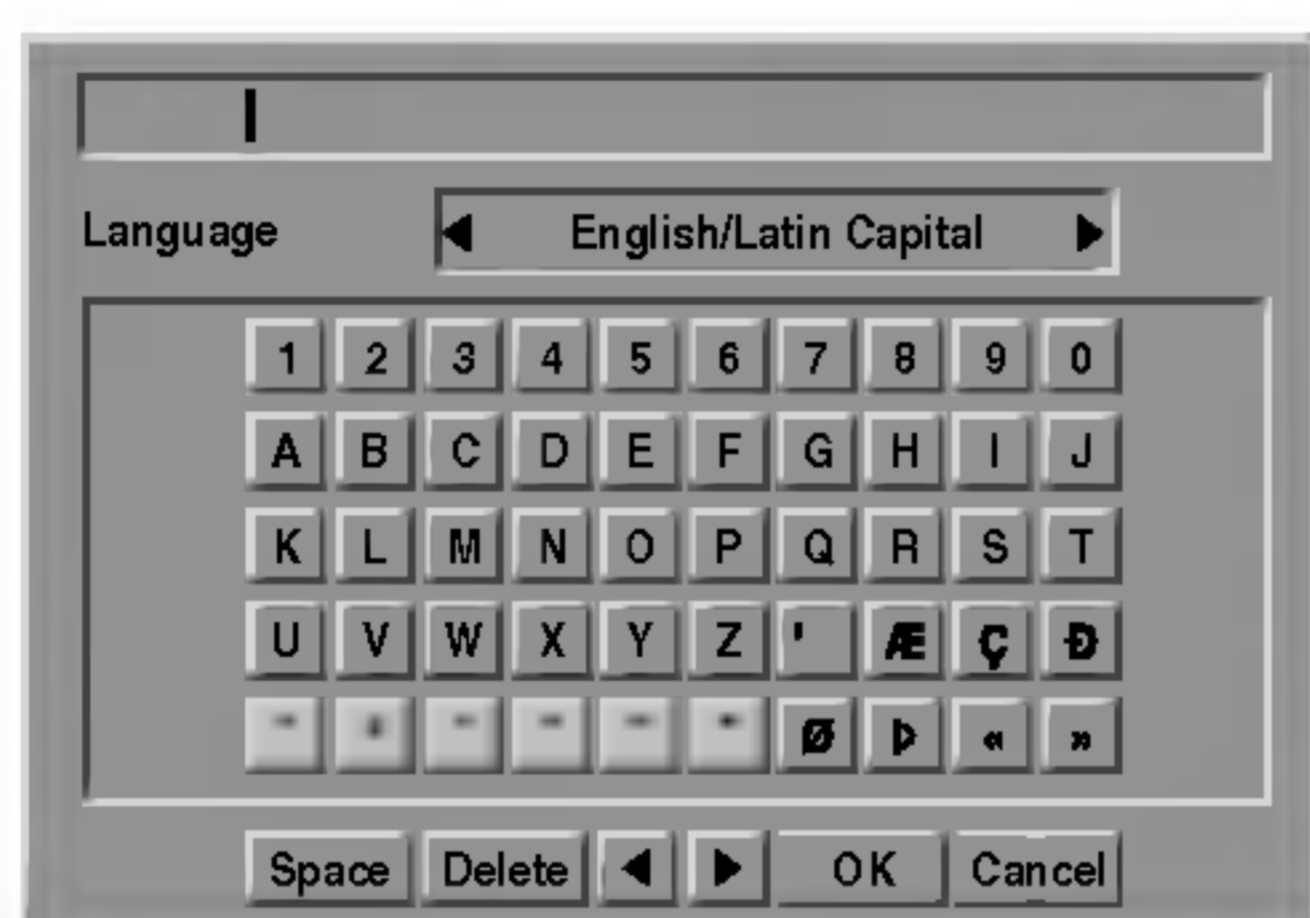 Language ◀ English/Latin Capital ▶
1 2 3 4 5 6 7 8 9 0
A B C D E F G H I J
K L M N O P Q R S T
U V W X Y Z ' Æ Ç Ð
Ø Þ « »
Space Delete ◀ ▶ OK Cancel